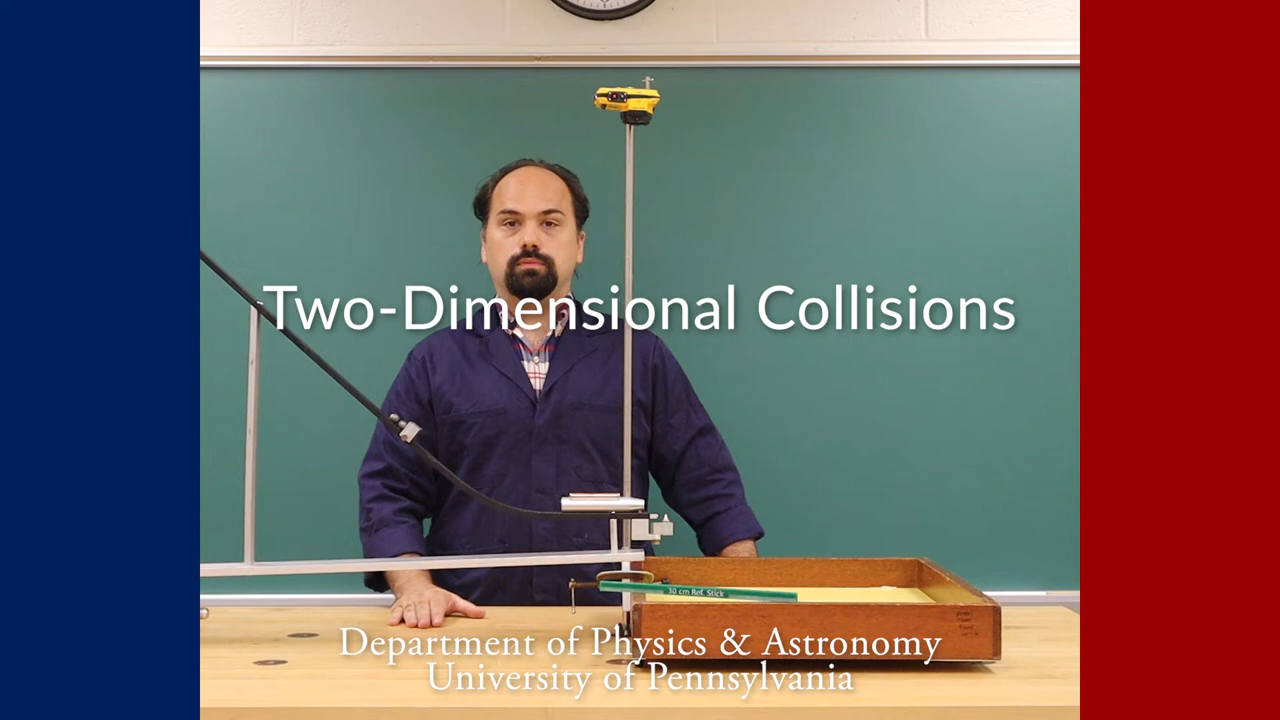 Two-Dimensional Collisions
30 cm Ref. Stick
Department of Physics & Astronomy
University of Pennsylvania